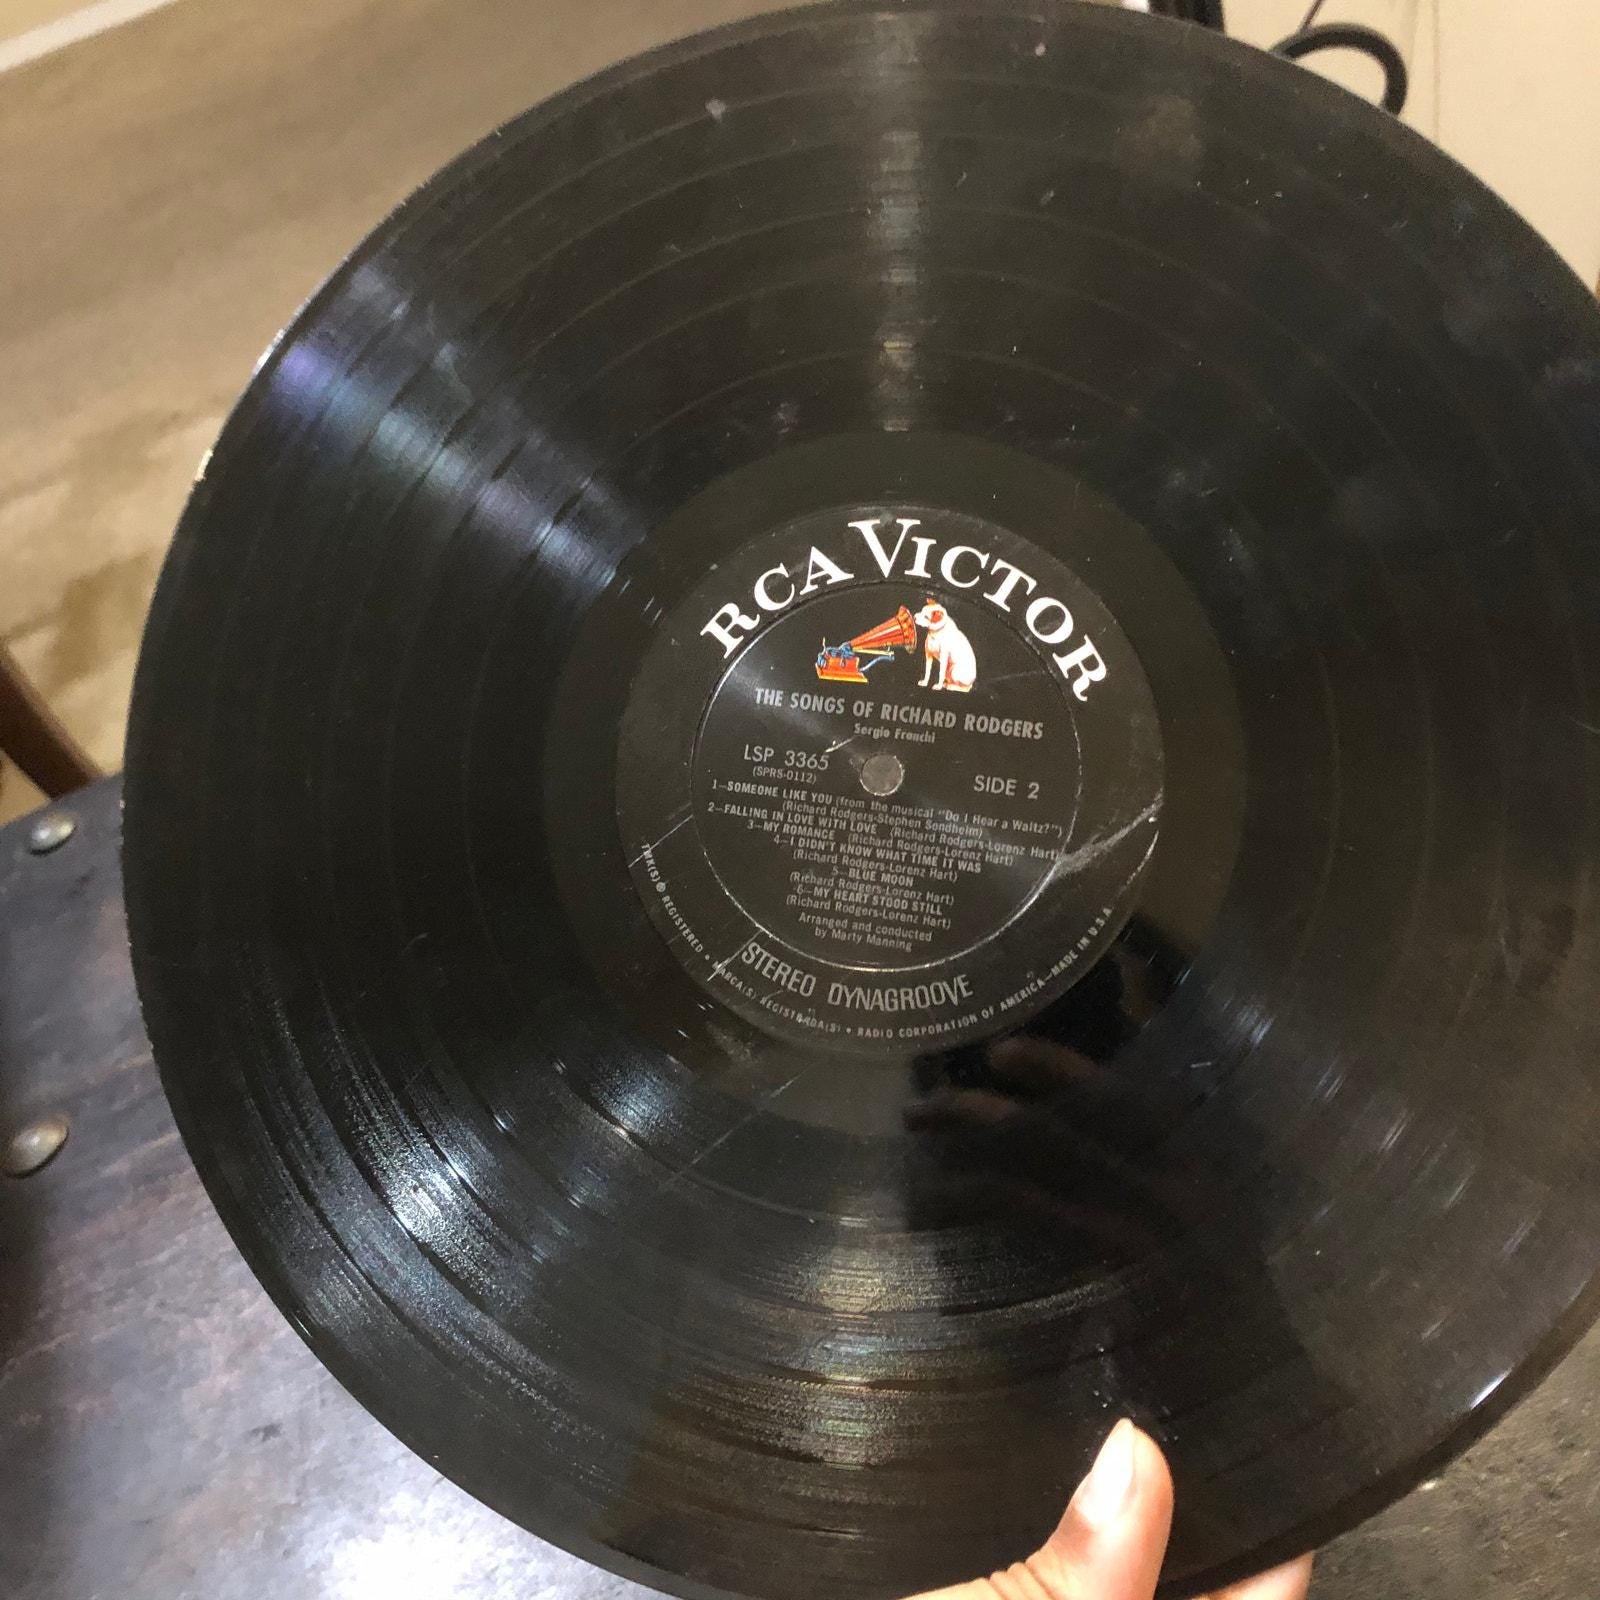 RCA VICTOR
THE SONGS OF RICHARD RODGERS
Sergio Franchi
LSP 3365
(SPRS-0112)
SIDE 2
1—SOMEONE LIKE YOU (from the musical "Do I Hear a Waltz?")
(Richard Rodgers-Stephen Sondheim)
2—FALLING IN LOVE WITH LOVE (Richard Rodgers-Lorenz Hart)
3—MY ROMANCE (Richard Rodgers-Lorenz Hart)
4—I DIDN'T KNOW WHAT TIME IT WAS
(Richard Rodgers-Lorenz Hart)
5—BLUE MOON
(Richard Rodgers-Lorenz Hart)
6—MY HEART STOOD STILL
(Richard Rodgers-Lorenz Hart)
Arranged and conducted
by Marty Manning
STEREO DYNAGROOVE
TMK(S) ® REGISTERED • MARCA(S) REGISTRADA(S) • RADIO CORPORATION OF AMERICA—MADE IN U.S.A.